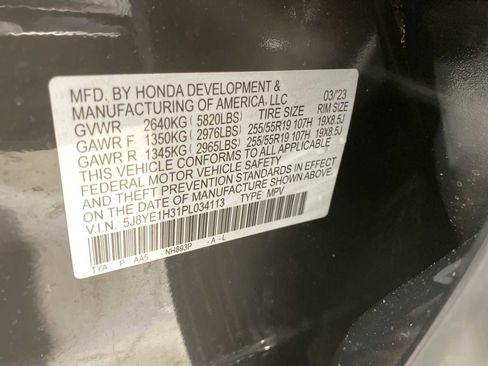 MFD. BY HONDA DEVELOPMENT &
MANUFACTURING OF AMERICA, LLC 03/'23
GVWR 2640KG ( 5820LBS) TIRE SIZE RIM SIZE
GAWR F 1350KG ( 2976LBS) 255/55R19 107H 19X8.5J
GAWR R 1345KG ( 2965LBS) 255/55R19 107H 19X8.5J
THIS VEHICLE CONFORMS TO ALL APPLICABLE
FEDERAL MOTOR VEHICLE SAFETY
AND THEFT PREVENTION STANDARDS IN EFFECT
ON THE DATE OF MANUFACTURE SHOWN ABOVE.
V.I.N.: 5J8YE1H31PL034113 TYPE: MPV
TYA P AA5 NH893P -A-L